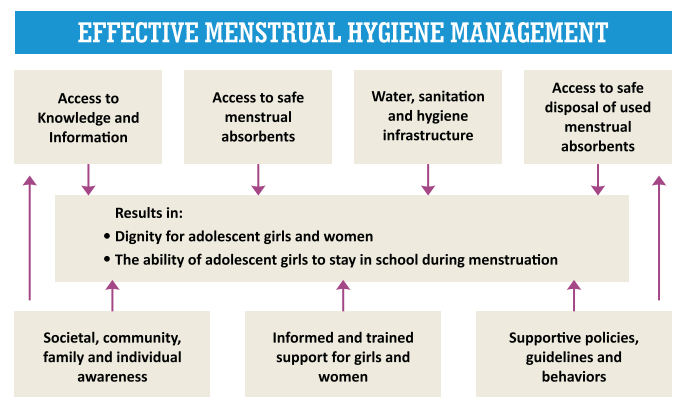 EFFECTIVE MENSTRUAL HYGIENE MANAGEMENT
Access to
Knowledge and
Information
Access to safe
menstrual
absorbents
Water, sanitation
and hygiene
infrastructure
Access to safe
disposal of used
menstrual
absorbents
Results in:
• Dignity for adolescent girls and women
• The ability of adolescent girls to stay in school during menstruation
Societal, community,
family and individual
awareness
Informed and trained
support for girls and
women
Supportive policies,
guidelines and
behaviors